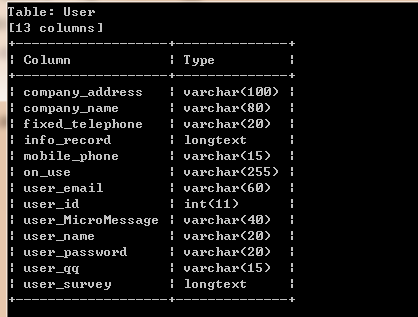 Table: User
[13 columns]
+-------------------+--------------+
| Column | Type |
+-------------------+--------------+
| company_address | varchar(100) |
| company_name | varchar(80) |
| fixed_telephone | varchar(20) |
| info_record | longtext |
| mobile_phone | varchar(15) |
| on_use | varchar(255) |
| user_email | varchar(60) |
| user_id | int(11) |
| user_MicroMessage | varchar(40) |
| user_name | varchar(20) |
| user_password | varchar(20) |
| user_qq | varchar(15) |
| user_survey | longtext |
+-------------------+--------------+